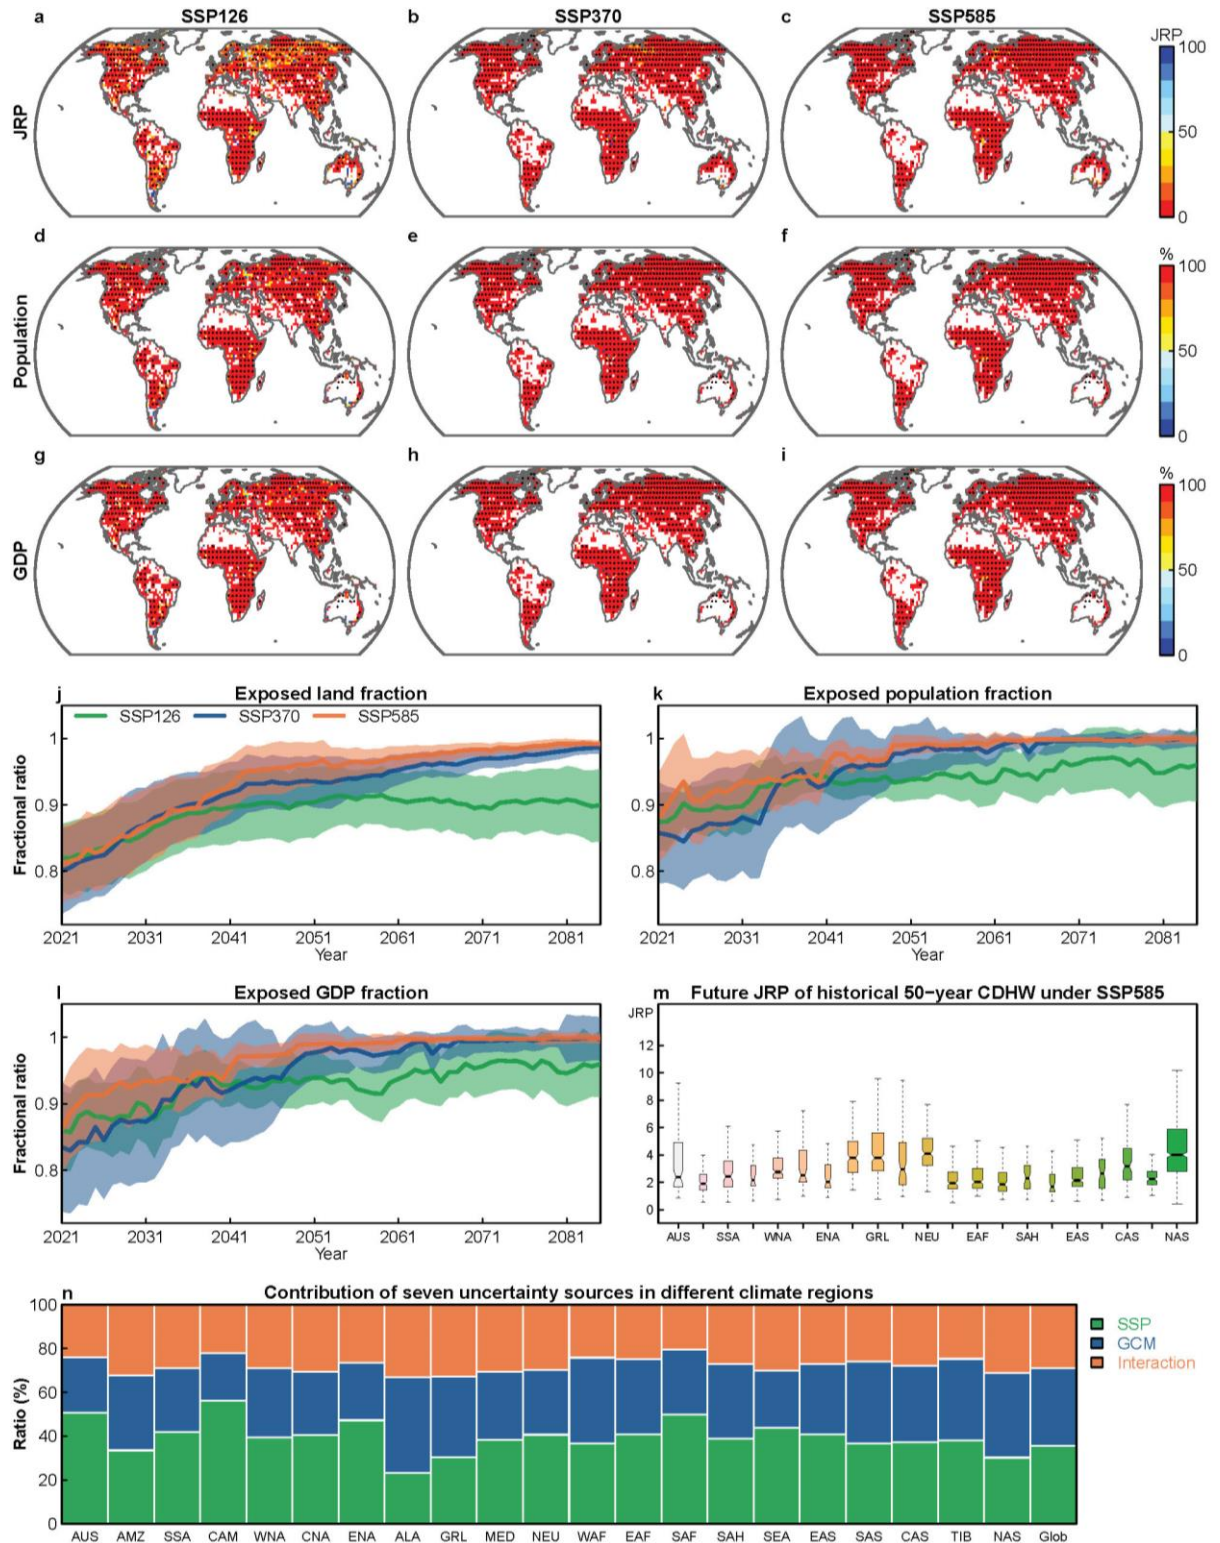 a SSP126 b SSP370 c SSP585
JRP
JRP
100
50
0
d e f
Population
%
100
50
0
g h i
GDP
%
100
50
0
j Exposed land fraction
SSP126 SSP370 SSP585
Fractional ratio
1
0.9
0.8
2021 2031 2041 2051 2061 2071 2081
Year
k Exposed population fraction
Fractional ratio
1
0.9
0.8
2021 2031 2041 2051 2061 2071 2081
Year
l Exposed GDP fraction
Fractional ratio
1
0.9
0.8
2021 2031 2041 2051 2061 2071 2081
Year
m Future JRP of historical 50−year CDHW under SSP585
JRP
12
10
8
6
4
2
0
AUS SSA WNA ENA GRL NEU EAF SAH EAS CAS NAS
n Contribution of seven uncertainty sources in different climate regions
Ratio (%)
100
80
60
40
20
0
AUS AMZ SSA CAM WNA CNA ENA ALA GRL MED NEU WAF EAF SAF SAH SEA EAS SAS CAS TIB NAS Glob
SSP
GCM
Interaction